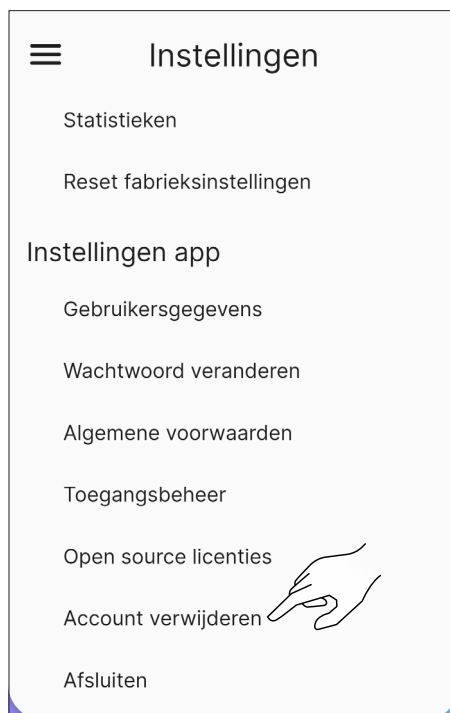 Instellingen
Statistieken
Reset fabrieksinstellingen
Instellingen app
Gebruikersgegevens
Wachtwoord veranderen
Algemene voorwaarden
Toegangsbeheer
Open source licenties
Account verwijderen
Afsluiten